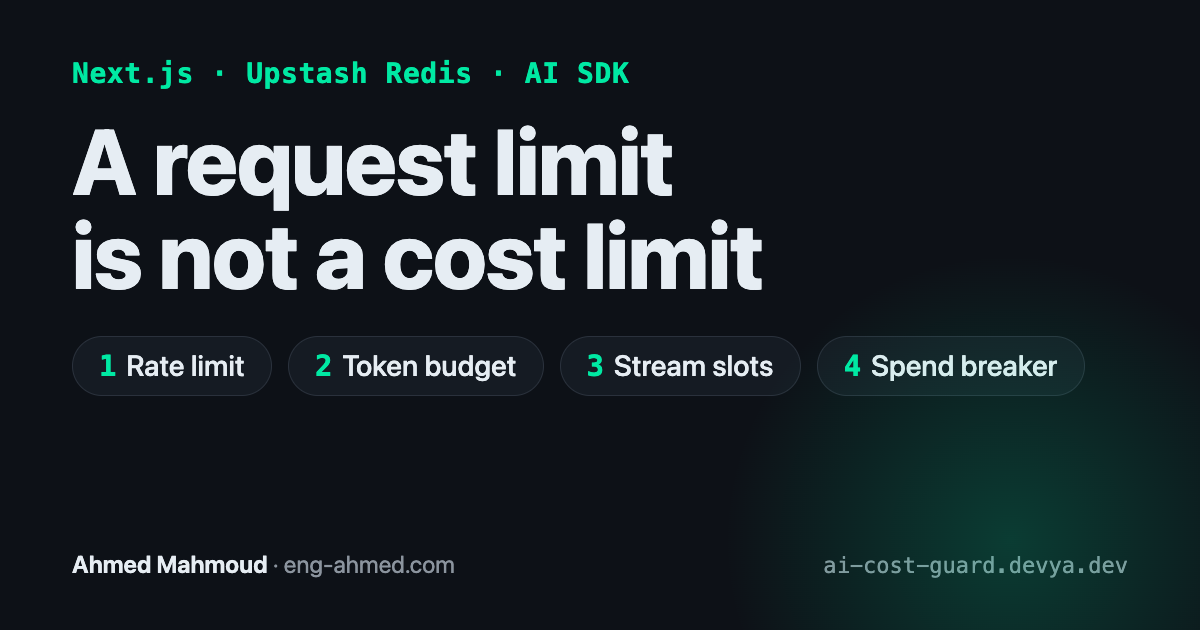 Next.js · Upstash Redis · AI SDK
A request limit
is not a cost limit
1 Rate limit
2 Token budget
3 Stream slots
4 Spend breaker
Ahmed Mahmoud · eng-ahmed.com
ai-cost-guard.devya.dev